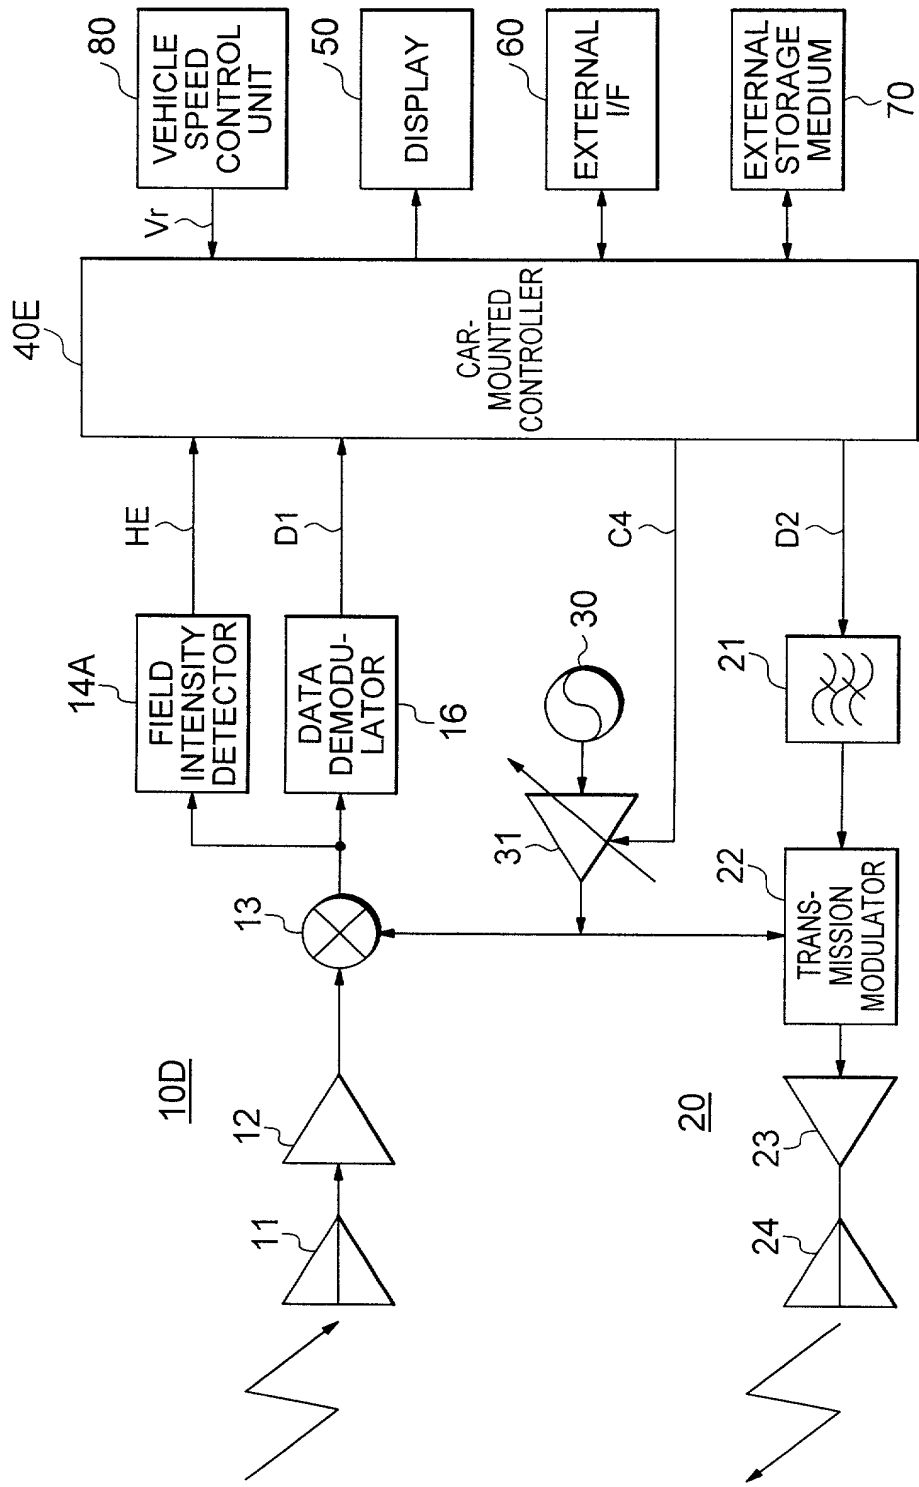 10D
11
12
13
14A
FIELD
INTENSITY
DETECTOR
HE
DATA
DEMODU-
LATOR
16
D1
40E
CAR-
MOUNTED
CONTROLLER
Vr
80
VEHICLE
SPEED
CONTROL
UNIT
50
DISPLAY
60
EXTERNAL
I/F
EXTERNAL
STORAGE
MEDIUM
70
30
31
C4
20
24
23
22
TRANS-
MISSION
MODULATOR
21
D2